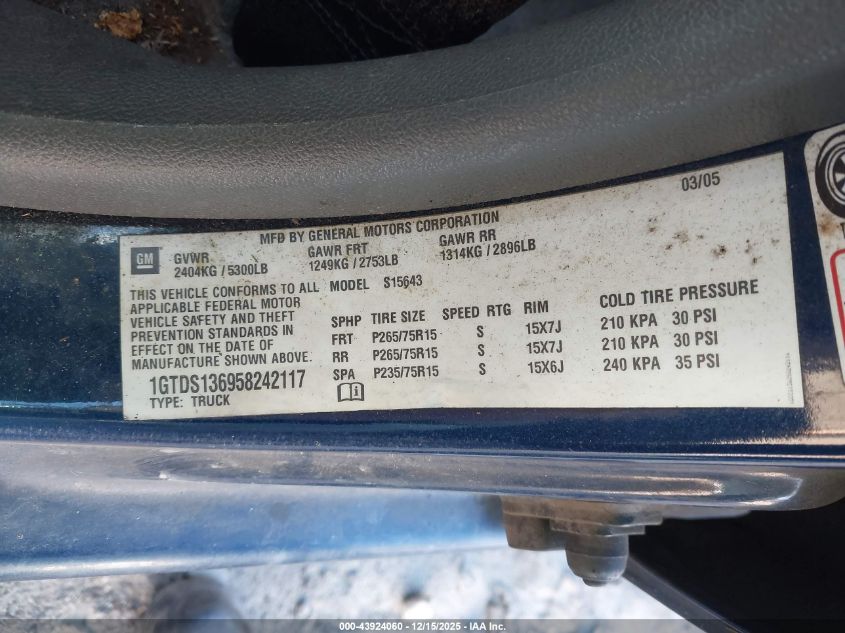 03/05
MFD BY GENERAL MOTORS CORPORATION
GM
GVWR GAWR FRT GAWR RR
2404KG / 5300LB 1249KG / 2753LB 1314KG / 2896LB
THIS VEHICLE CONFORMS TO ALL
APPLICABLE FEDERAL MOTOR
VEHICLE SAFETY AND THEFT
PREVENTION STANDARDS IN
EFFECT ON THE DATE OF
MANUFACTURE SHOWN ABOVE.
1GTDS136958242117
TYPE: TRUCK
MODEL S15643
SPHP TIRE SIZE SPEED RTG RIM COLD TIRE PRESSURE
FRT P265/75R15 S 15X7J 210 KPA 30 PSI
RR P265/75R15 S 15X7J 210 KPA 30 PSI
SPA P235/75R15 S 15X6J 240 KPA 35 PSI
000-43924060 - 12/15/2025 - IAA Inc.